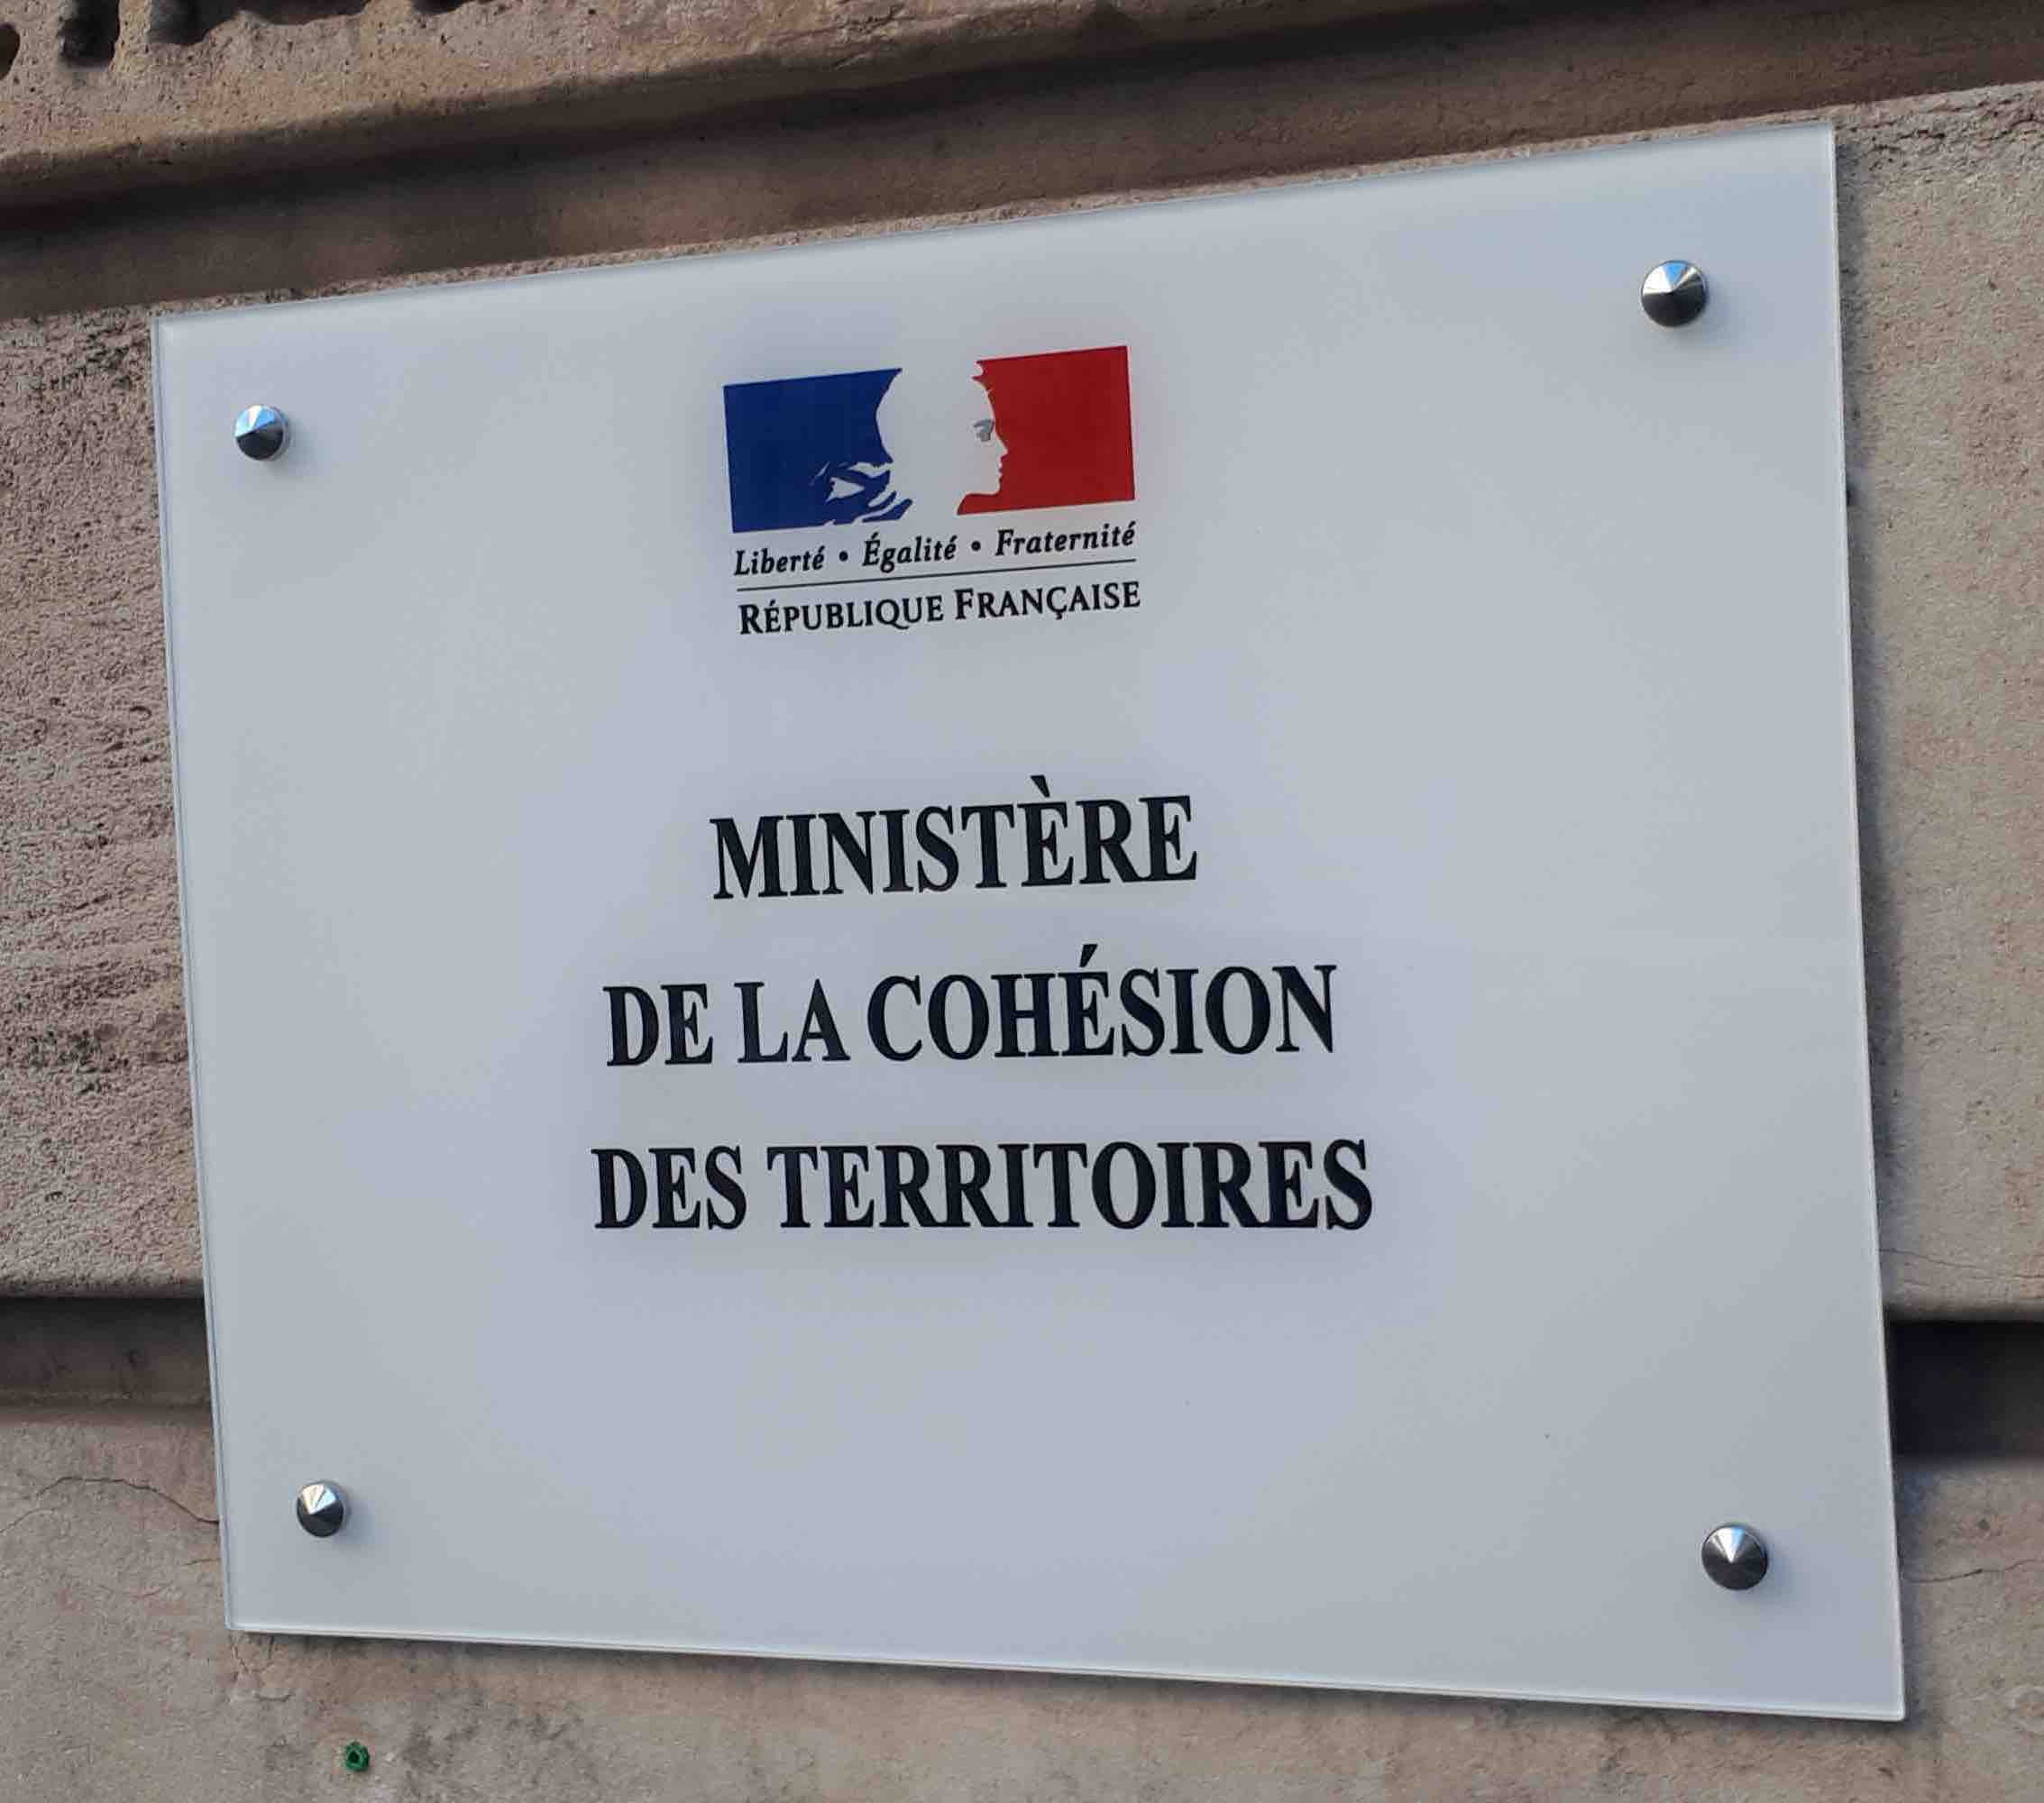 Liberté • Égalité • Fraternité
RÉPUBLIQUE FRANÇAISE
MINISTÈRE
DE LA COHÉSION
DES TERRITOIRES